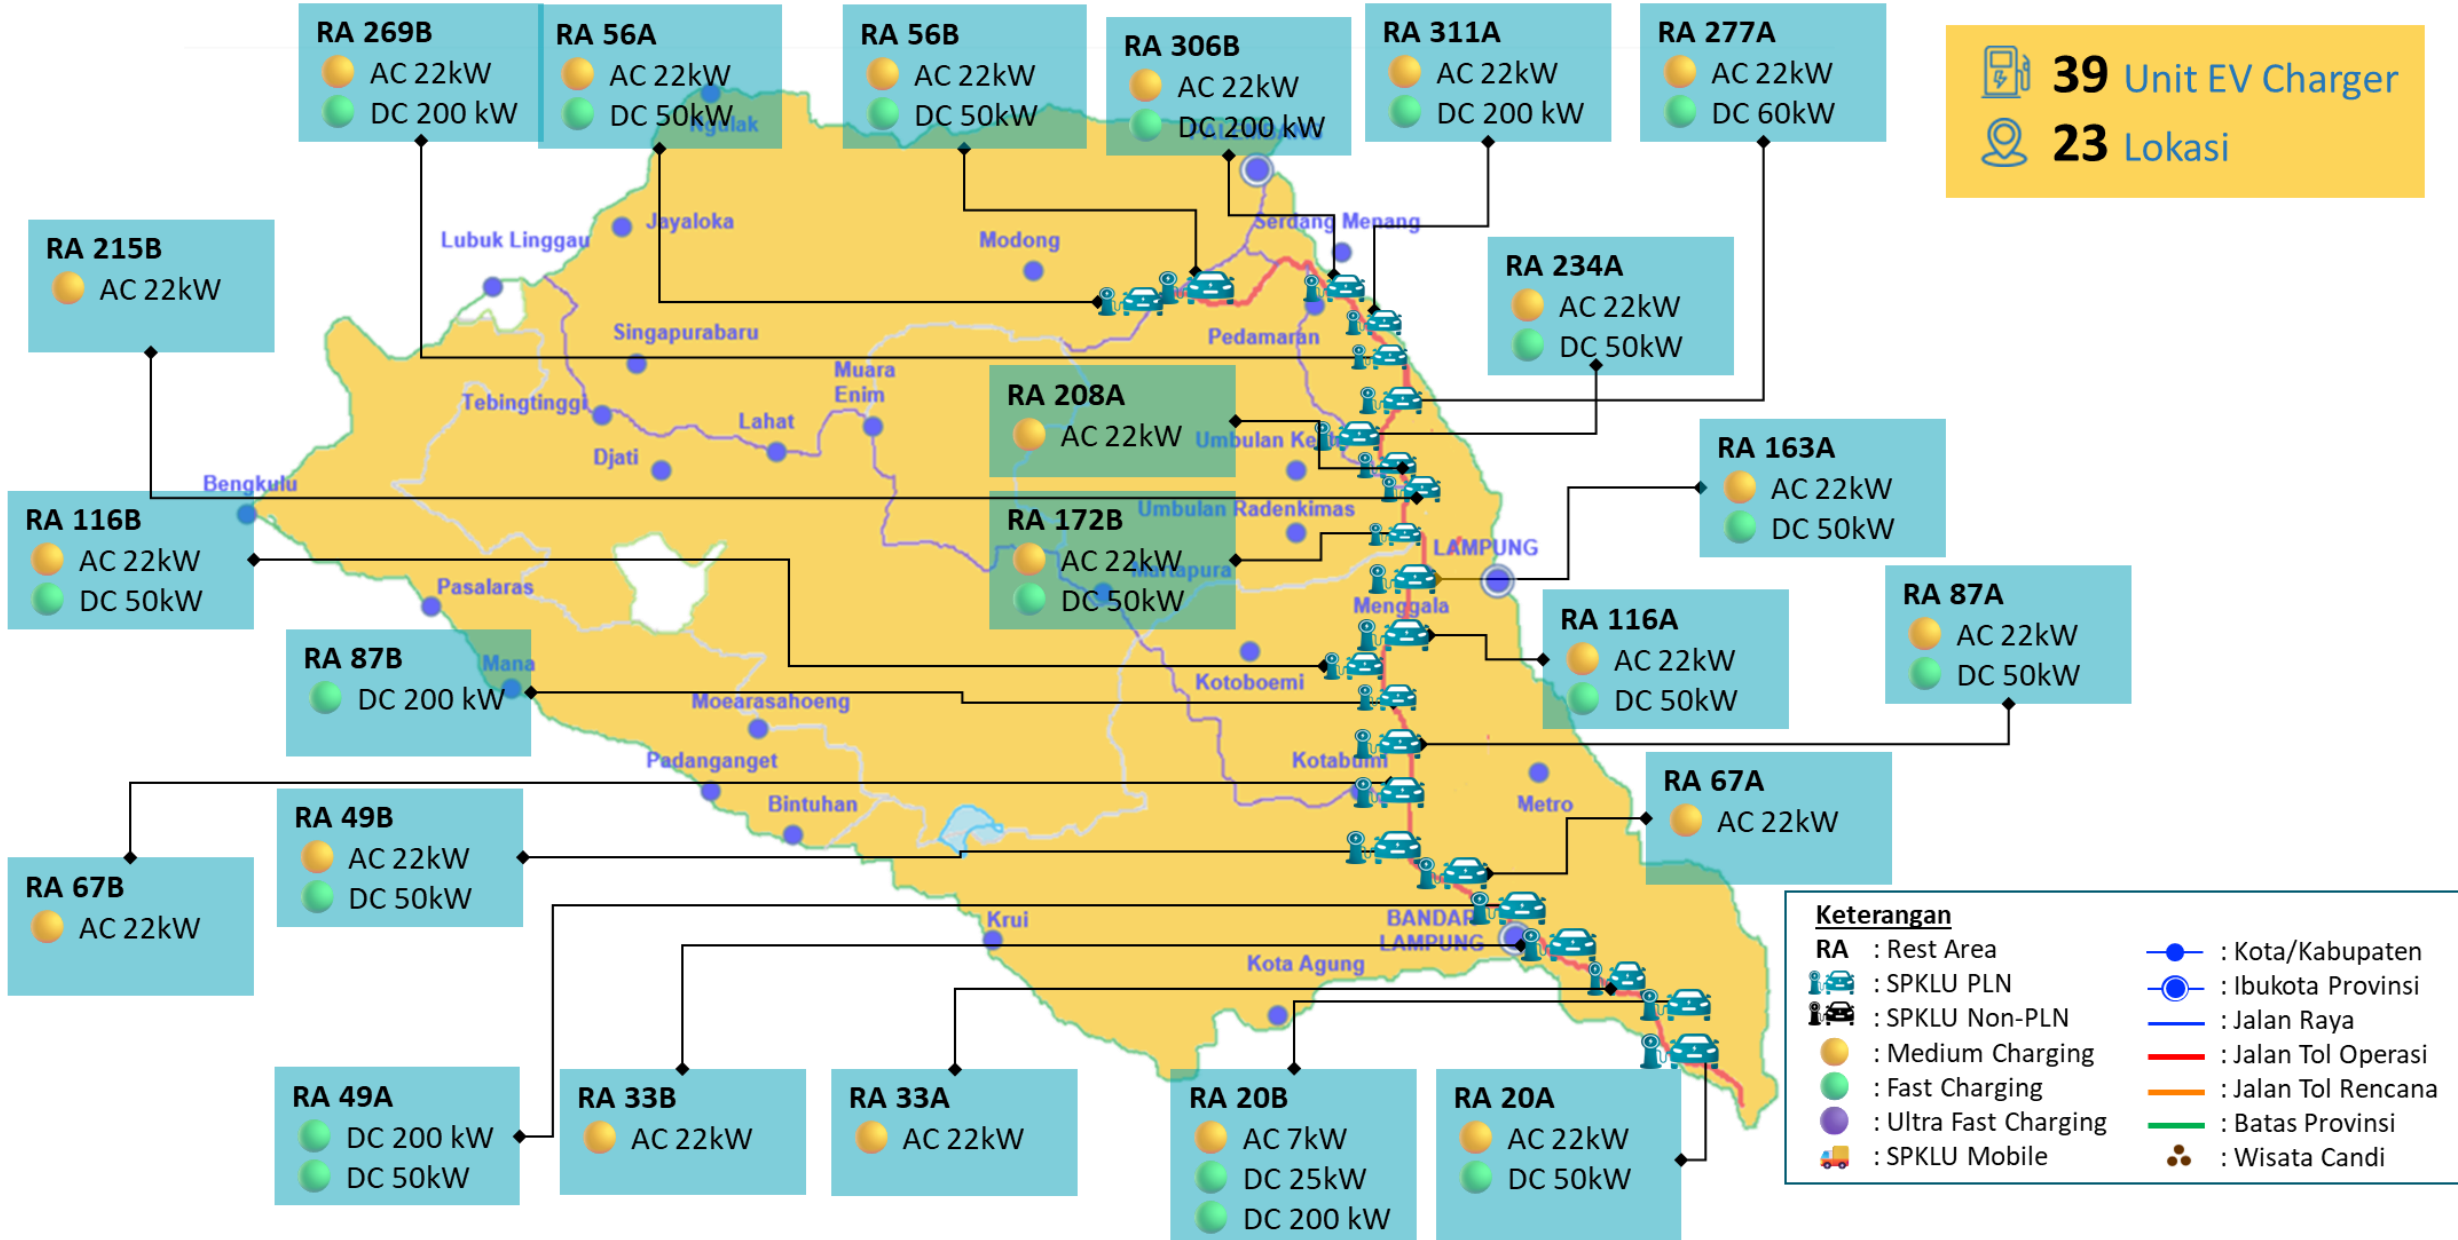 RA 269B
AC 22kW
DC 200 kW
RA 56A
AC 22kW
DC 50kW
RA 56B
AC 22kW
DC 50kW
RA 306B
AC 22kW
DC 200 kW
RA 311A
AC 22kW
DC 200 kW
RA 277A
AC 22kW
DC 60kW
39 Unit EV Charger
23 Lokasi
Ngulak
PALEMBANG
RA 215B
AC 22kW
Lubuk Linggau
Jayaloka
Modong
Serdang Menang
RA 234A
AC 22kW
DC 50kW
Singapurabaru
Pedamaran
Muara
Enim
Tebingtinggi
Lahat
Djati
RA 208A
AC 22kW
Umbulan
RA 163A
AC 22kW
DC 50kW
Bengkulu
RA 116B
AC 22kW
DC 50kW
RA 172B
AC 22kW
DC 50kW
Umbulan Radenkimas
LAMPUNG
Martapura
Menggala
Pasalaras
RA 116A
AC 22kW
DC 50kW
RA 87A
AC 22kW
DC 50kW
RA 87B
DC 200 kW
Mana
Kotoboemi
Moearasahoeng
Padanganget
Kotabumi
RA 67A
AC 22kW
Bintuhan
Metro
RA 49B
AC 22kW
DC 50kW
RA 67B
AC 22kW
Krui
BANDAR
LAMPUNG
Kota Agung
RA 49A
DC 200 kW
DC 50kW
RA 33B
AC 22kW
RA 33A
AC 22kW
RA 20B
AC 7kW
DC 25kW
DC 200 kW
RA 20A
AC 22kW
DC 50kW
Keterangan
RA : Rest Area
: SPKLU PLN
: SPKLU Non-PLN
: Medium Charging
: Fast Charging
: Ultra Fast Charging
: SPKLU Mobile
: Kota/Kabupaten
: Ibukota Provinsi
: Jalan Raya
: Jalan Tol Operasi
: Jalan Tol Rencana
: Batas Provinsi
: Wisata Candi